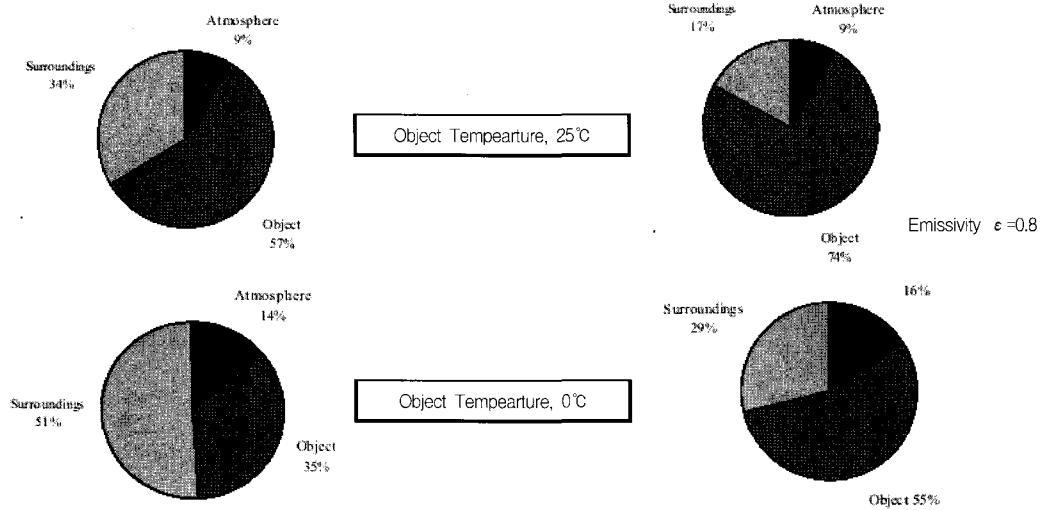 Atmosphere
9%
Surroundings
34%
Object
57%
Object Tempearture, 25℃
Surroundings
17%
Atmosphere
9%
Object
74%
Emissivity ε =0.8
Atmosphere
14%
Surroundings
51%
Object
35%
Object Tempearture, 0℃
16%
Surroundings
29%
Object 55%